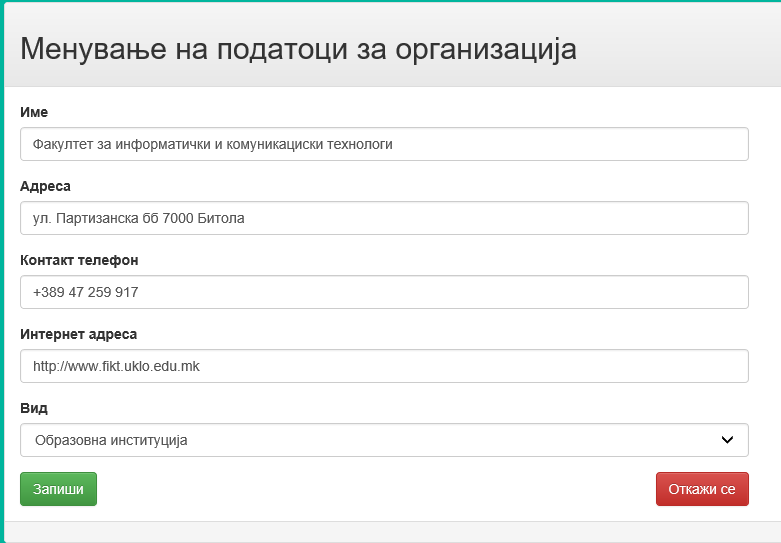 Менување на податоци за организација
Име
Факултет за информатички и комуникациски технологи
Адреса
ул. Партизанска бб 7000 Битола
Контакт телефон
+389 47 259 917
Интернет адреса
http://www.fikt.uklo.edu.mk
Вид
Образовна институција
Запиши Откажи се